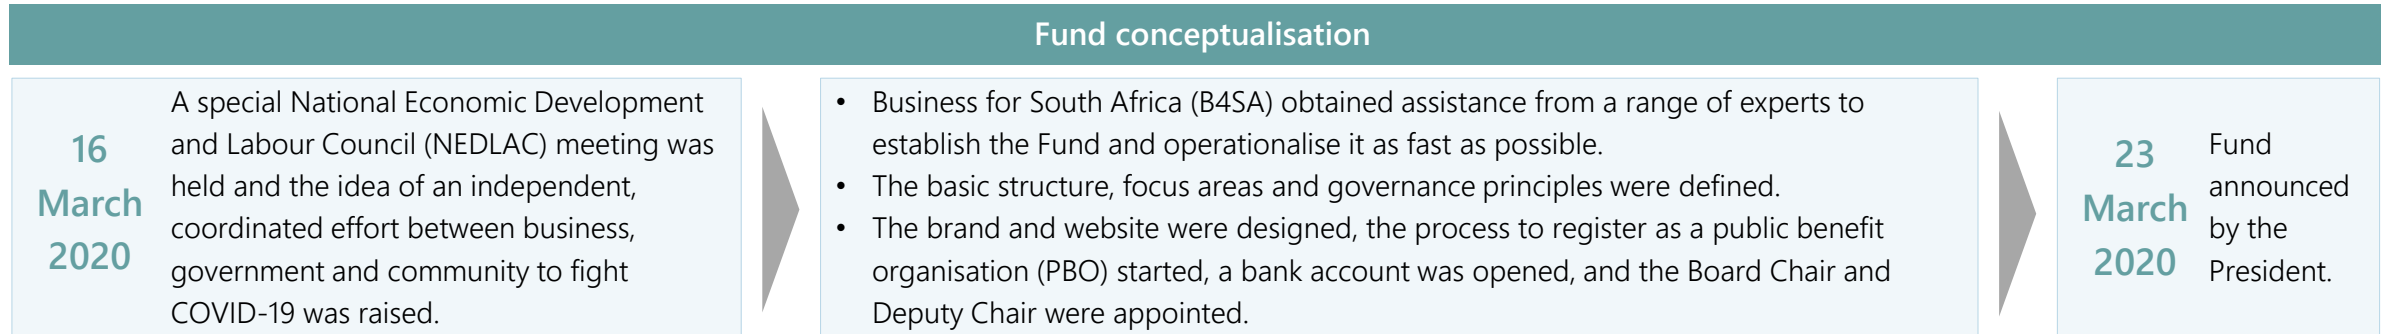 Fund conceptualisation
16
March
2020
A special National Economic Development
and Labour Council (NEDLAC) meeting was
held and the idea of an independent,
coordinated effort between business,
government and community to fight
COVID-19 was raised.
• Business for South Africa (B4SA) obtained assistance from a range of experts to
establish the Fund and operationalise it as fast as possible.
• The basic structure, focus areas and governance principles were defined.
• The brand and website were designed, the process to register as a public benefit
organisation (PBO) started, a bank account was opened, and the Board Chair and
Deputy Chair were appointed.
23
March
2020
Fund
announced
by the
President.